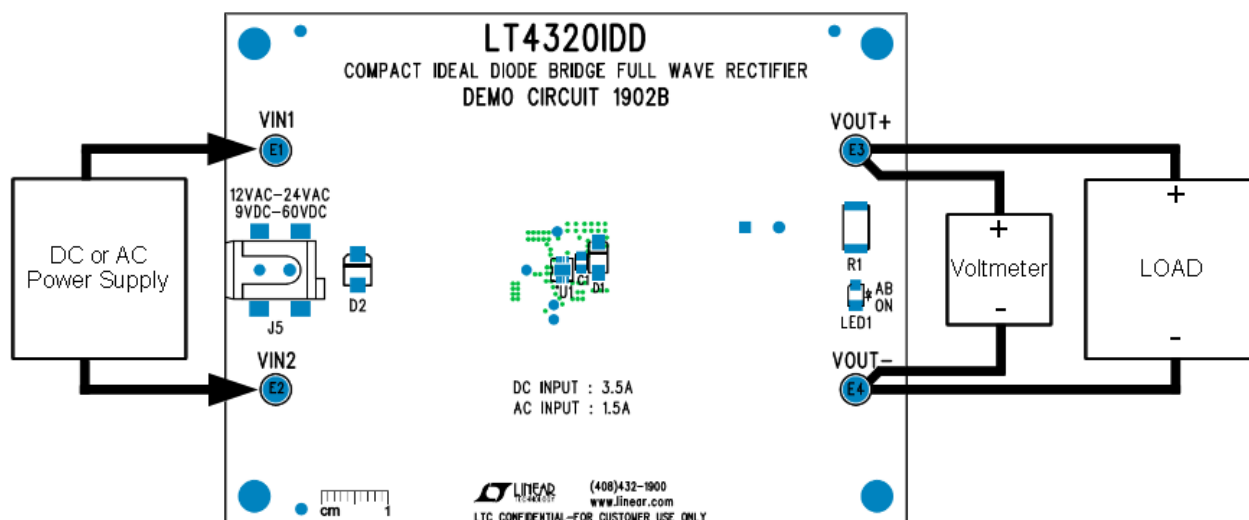 LT4320IDD
COMPACT IDEAL DIODE BRIDGE FULL WAVE RECTIFIER
DEMO CIRCUIT 1902B
VIN1
E1
12VAC-24VAC
9VDC-60VDC
DC or AC
Power Supply
J5
D2
VIN2
E2
U1
C1
D1
VOUT+
E3
R1
AB
ON
LED1
VOUT-
E4
+
Voltmeter
-
+
LOAD
-
DC INPUT : 3.5A
AC INPUT : 1.5A
cm 1
LINEAR
TECHNOLOGY
(408)432-1900
www.linear.com
LTC CONFIDENTIAL-FOR CUSTOMER USE ONLY